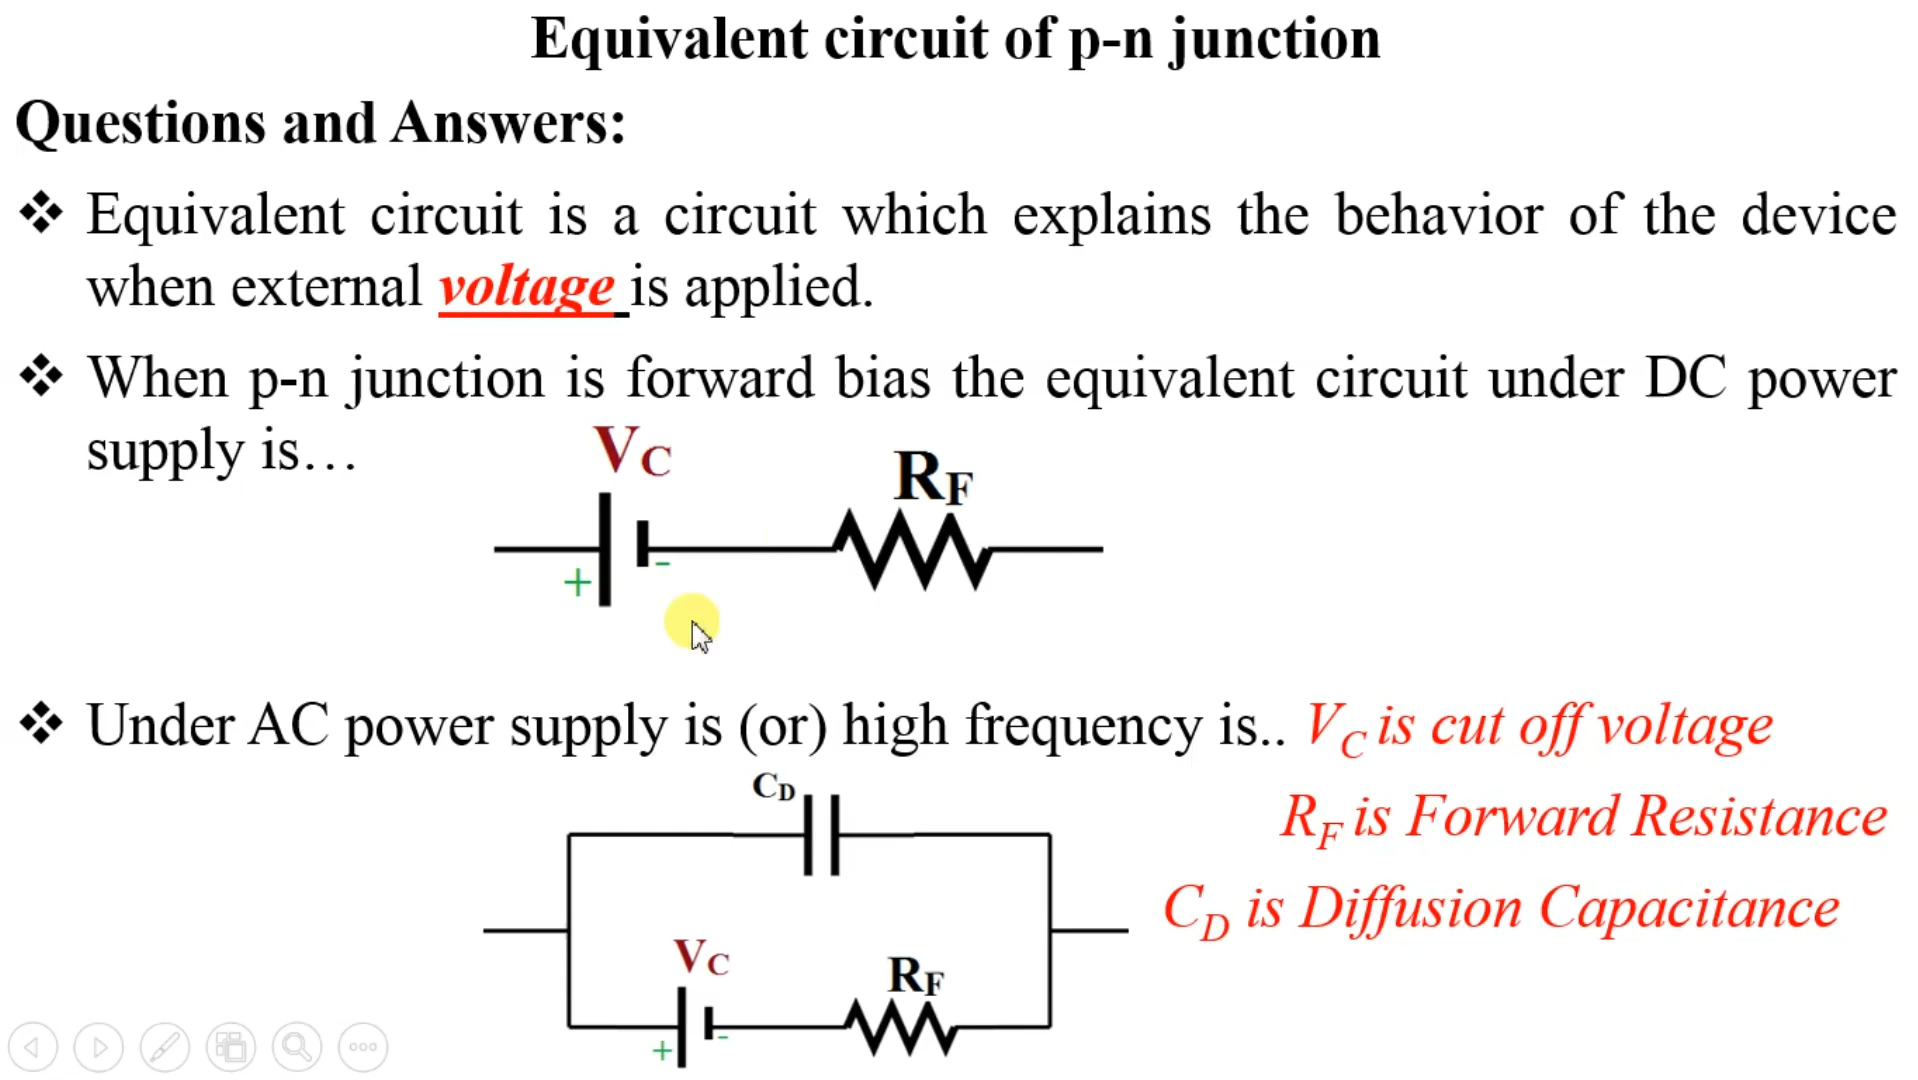 Equivalent circuit of p-n junction
Questions and Answers:
❖ Equivalent circuit is a circuit which explains the behavior of the device
when external voltage is applied.
❖ When p-n junction is forward bias the equivalent circuit under DC power
supply is…
VC
RF
+
-
❖ Under AC power supply is (or) high frequency is.. VC is cut off voltage
CD
RF is Forward Resistance
CD is Diffusion Capacitance
VC
RF
+
-